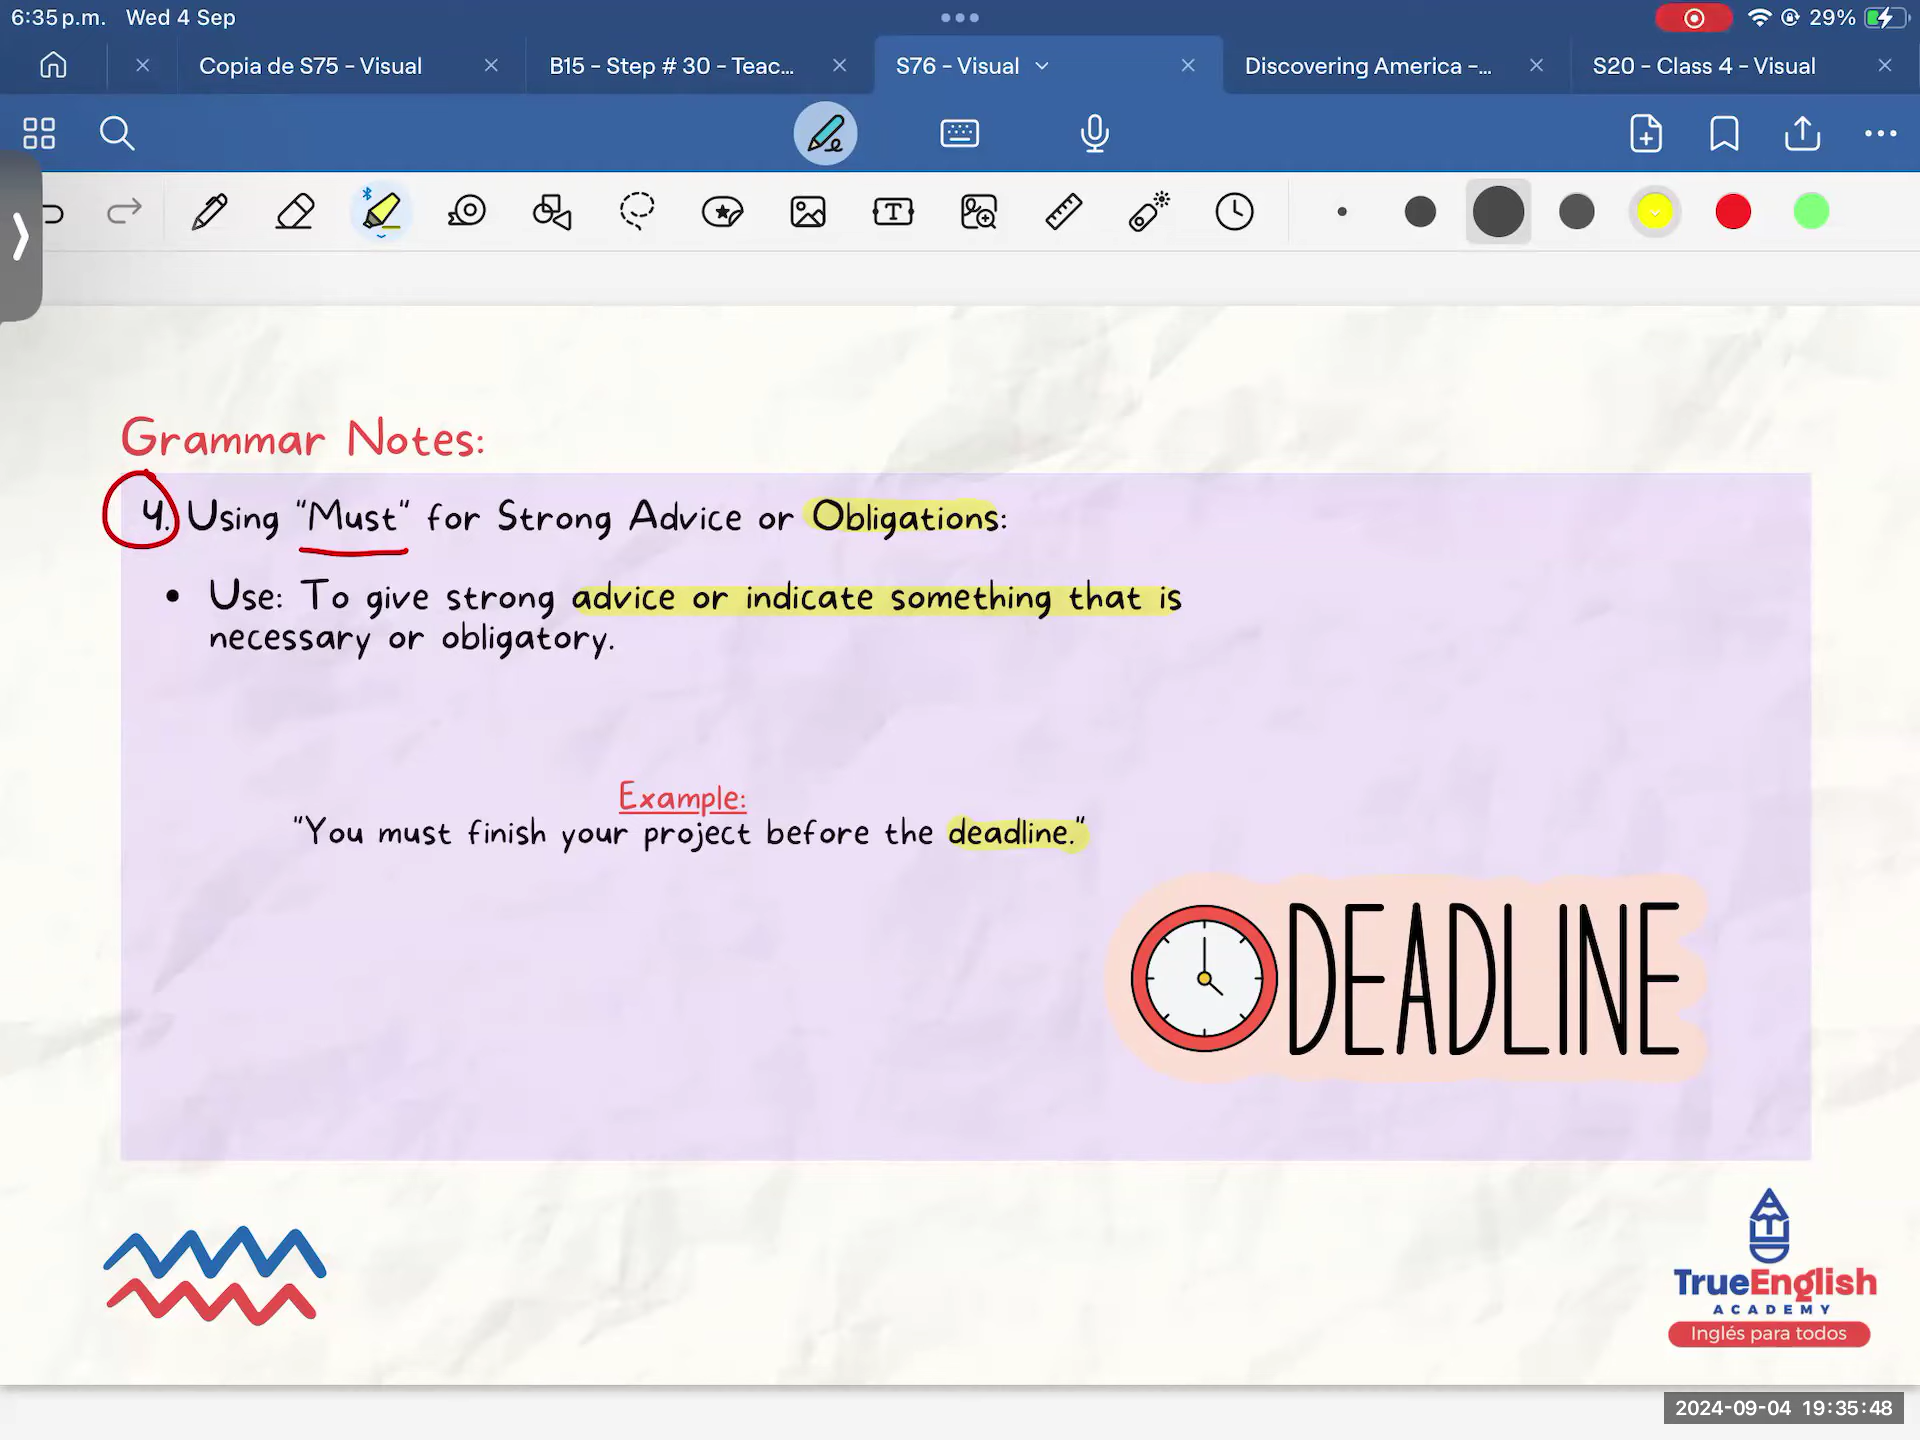 6:35 p.m. Wed 4 Sep
29%
Copia de S75 - Visual
B15 - Step # 30 - Teac...
S76 - Visual
Discovering America -...
S20 - Class 4 - Visual
Grammar Notes:
4. Using "Must" for Strong Advice or Obligations:
• Use: To give strong advice or indicate something that is
necessary or obligatory.
Example:
"You must finish your project before the deadline."
DEADLINE
TrueEnglish
ACADEMY
Inglés para todos
2024-09-04 19:35:48